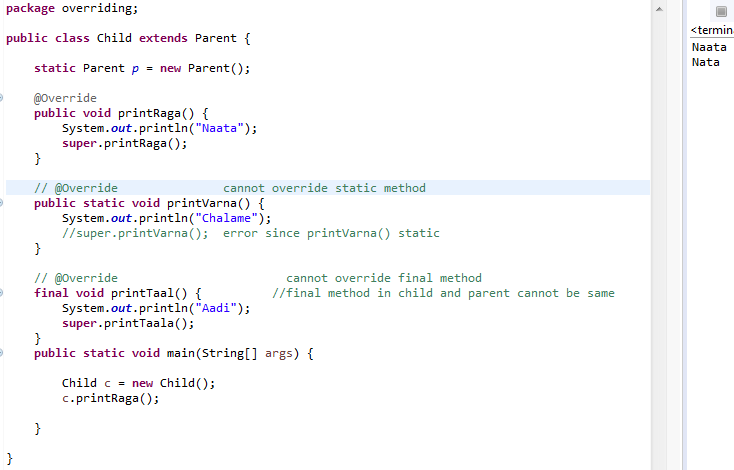 package overriding;
public class Child extends Parent {
static Parent p = new Parent();
@Override
public void printRaga() {
System.out.println("Naata");
super.printRaga();
}
// @Override cannot override static method
public static void printVarna() {
System.out.println("Chalame");
//super.printVarna(); error since printVarna() static
}
// @Override cannot override final method
final void printTaal() { //final method in child and parent cannot be same
System.out.println("Aadi");
super.printTaala();
}
public static void main(String[] args) {
Child c = new Child();
c.printRaga();
}
}
<termin
Naata
Nata